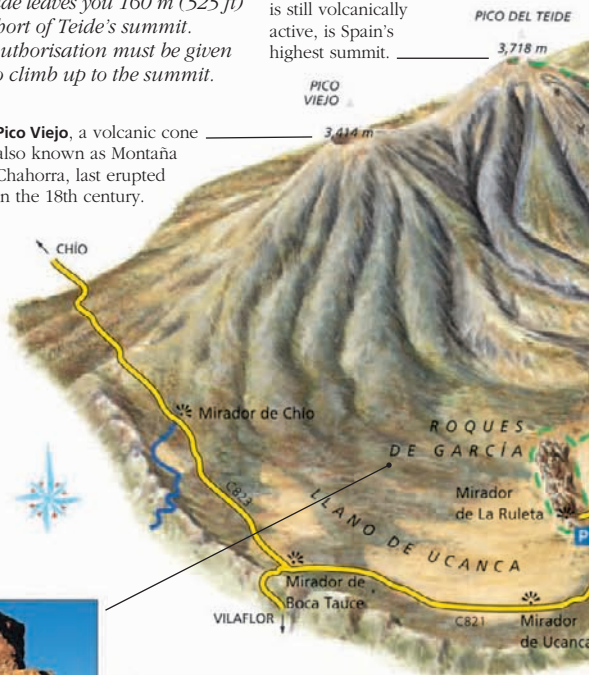 ide leaves you 160 m (525 ft)
hort of Teide's summit.
uthorisation must be given
o climb up to the summit.
is still volcanically
active, is Spain's
highest summit.
PICO DEL TEIDE
3,718 m
PICO
VIEJO
3,414 m
Pico Viejo, a volcanic cone
also known as Montaña
Chahorra, last erupted
n the 18th century.
CHÍO
Mirador de Chío
C823
ROQUES
DE GARCÍA
Mirador
de La Ruleta
P
LLANO DE UCANCA
Mirador de
Boca Tauce
VILAFLOR
C821
Mirador
de Ucanca